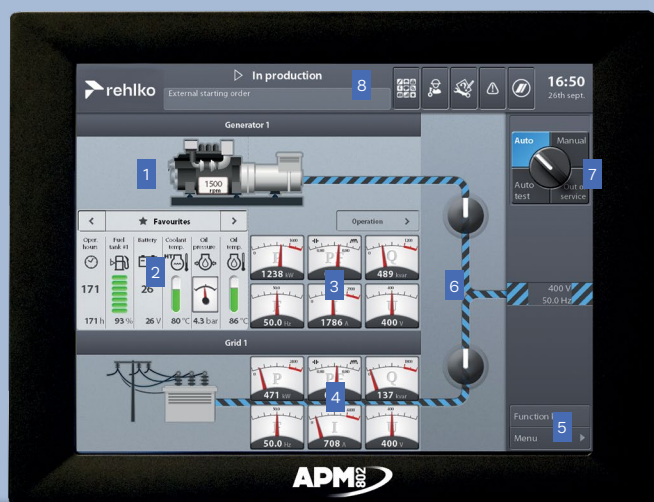 rehlko
In production
External starting order
8
16:50
26th sept.
Generator 1
1
1500
rpm
Auto
Manual
7
Auto
test
Out of
service
< Favourites >
Operation >
Oper.
hours
Fuel
tank #1
Battery
Coolant
temp.
Oil
pressure
Oil
temp.
2
171
26
171 h
93 %
26 V
80 °C
4.3 bar
86 °C
P
1238 kW
PF
3
Q
489 kvar
50.0 Hz
1786 A
U
400 V
6
400 V
50.0 Hz
Grid 1
P
471 kW
PF
4
Q
137 kvar
50.0 Hz
I
708 A
U
400 V
Function
5
Menu
APM802